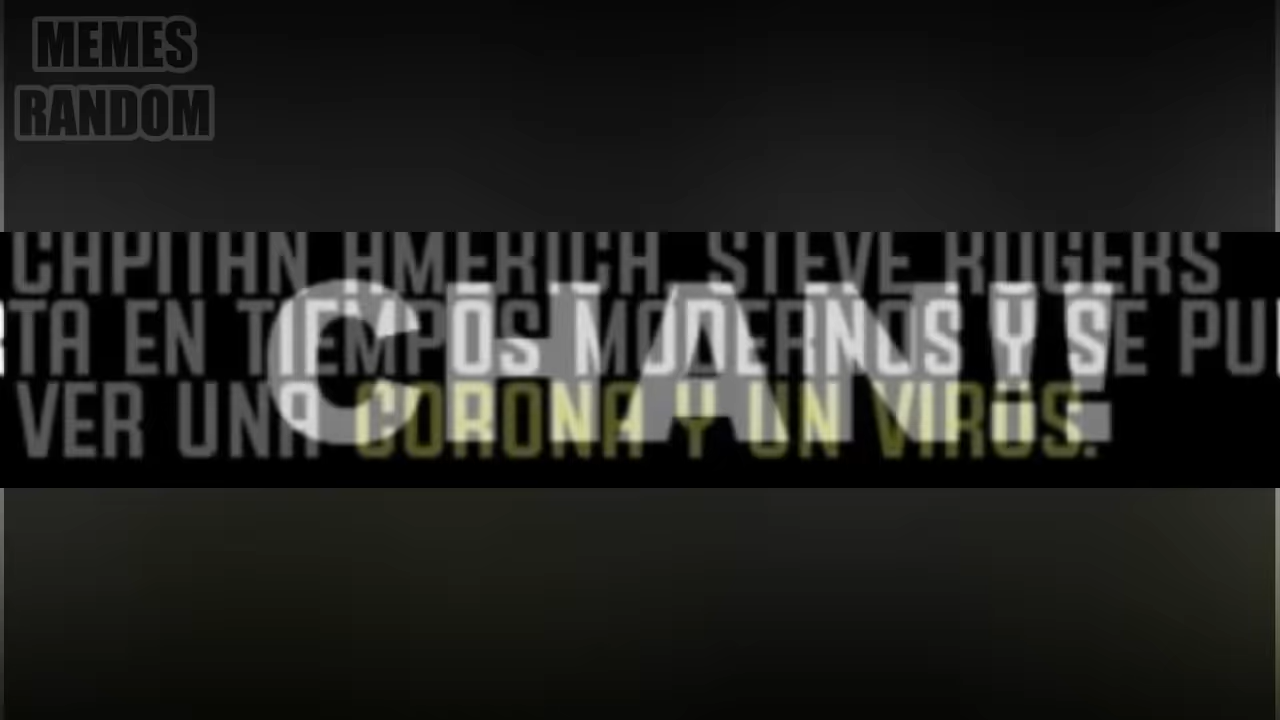 MEMES
RANDOM
CAPITAN AMERICA, STEVE ROGERS
TA EN TIEMPOS MODERNOS Y SE PU
VER UNA CORONA Y UN VIRUS.
CHAN!!